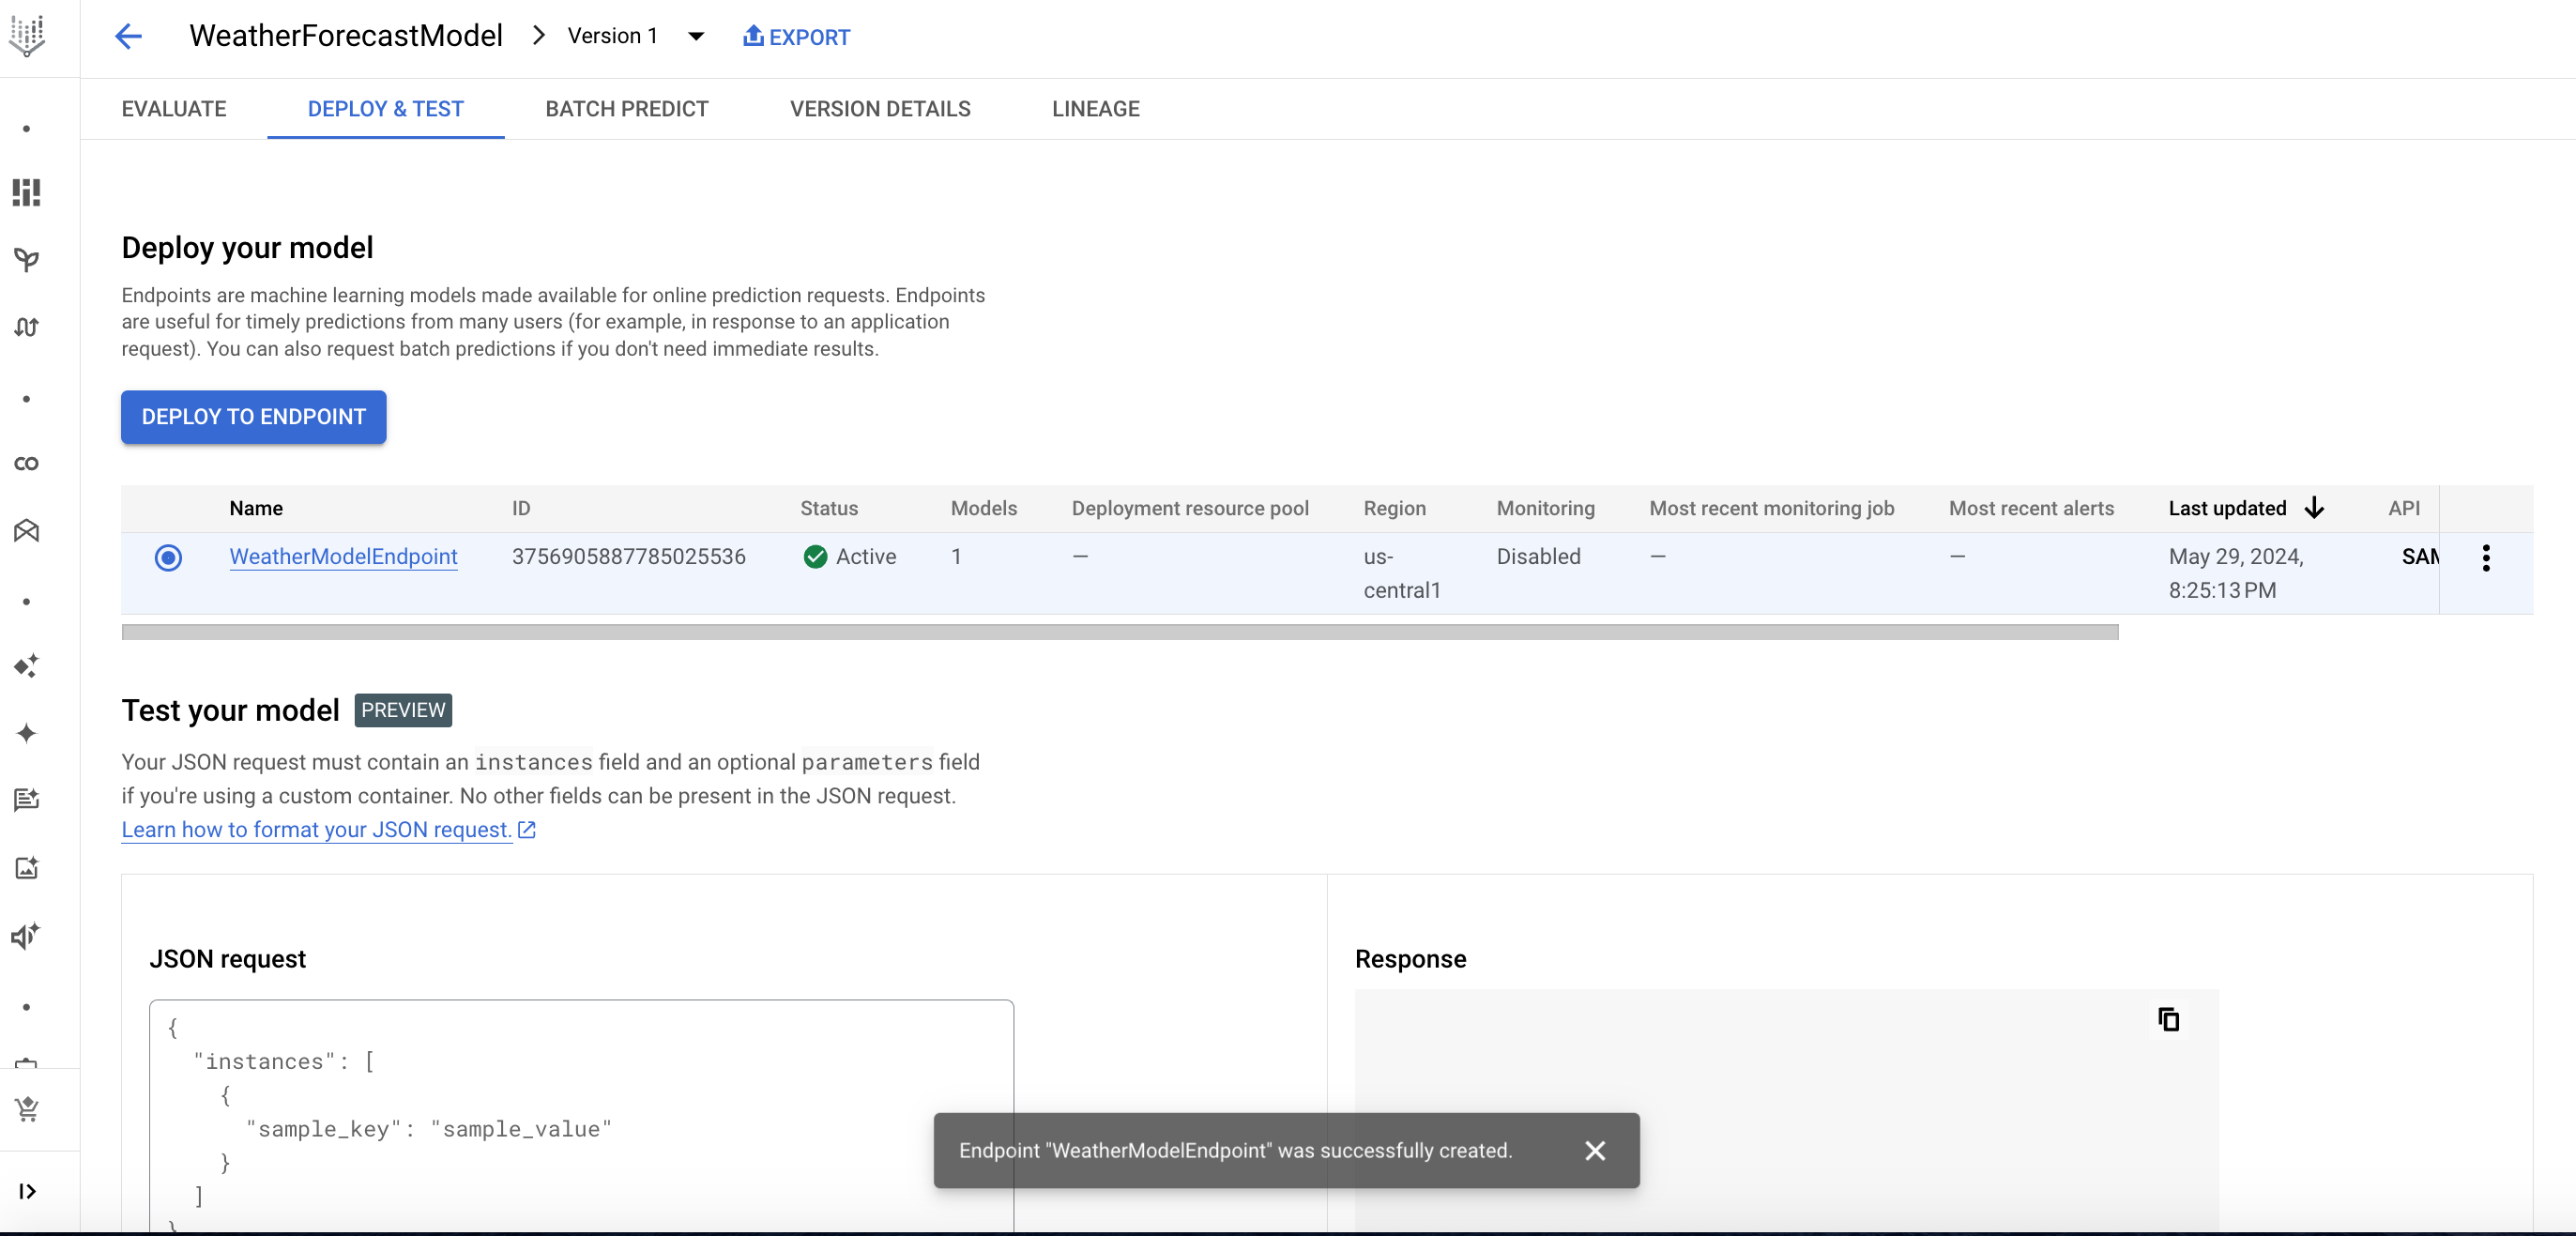 WeatherForecastModel > Version 1 EXPORT
EVALUATE DEPLOY & TEST BATCH PREDICT VERSION DETAILS LINEAGE
Deploy your model
Endpoints are machine learning models made available for online prediction requests. Endpoints
are useful for timely predictions from many users (for example, in response to an application
request). You can also request batch predictions if you don't need immediate results.
DEPLOY TO ENDPOINT
Name ID Status Models Deployment resource pool Region Monitoring Most recent monitoring job Most recent alerts Last updated API
WeatherModelEndpoint 3756905887785025536 Active 1 — us- Disabled — — May 29, 2024, SAM
central1 8:25:13 PM
Test your model PREVIEW
Your JSON request must contain an instances field and an optional parameters field
if you're using a custom container. No other fields can be present in the JSON request.
Learn how to format your JSON request.
JSON request
{
"instances": [
{
"sample_key": "sample_value"
}
]
}
Response
Endpoint "WeatherModelEndpoint" was successfully created.